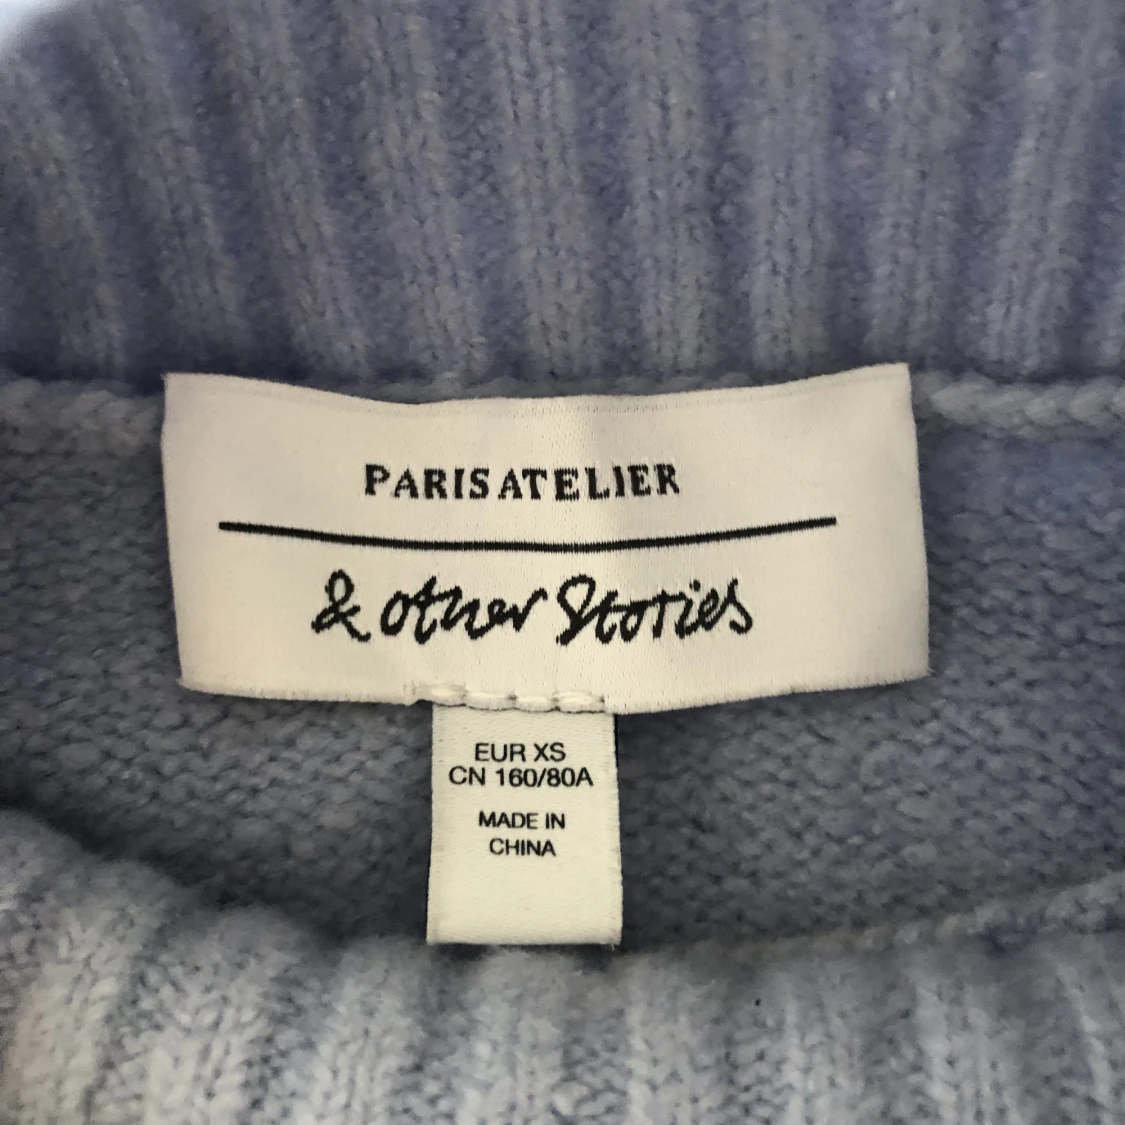 PARIS ATELIER
& other Stories
EUR XS
CN 160/80A
MADE IN
CHINA